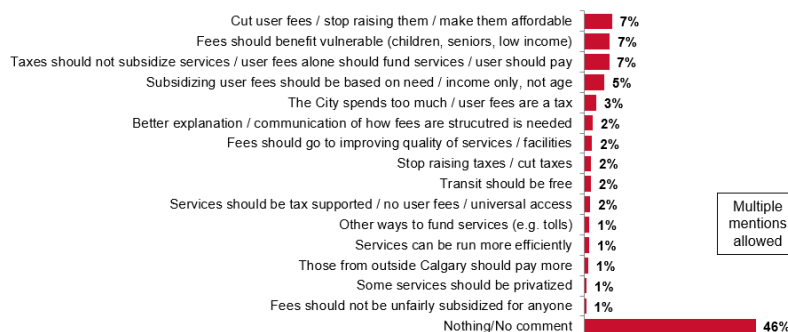 Cut user fees / stop raising them / make them affordable 7%
Fees should benefit vulnerable (children, seniors, low income) 7%
Taxes should not subsidize services / user fees alone should fund services / user should pay 7%
Subsidizing user fees should be based on need / income only, not age 5%
The City spends too much / user fees are a tax 3%
Better explanation / communication of how fees are strucutred is needed 2%
Fees should go to improving quality of services / facilities 2%
Stop raising taxes / cut taxes 2%
Transit should be free 2%
Services should be tax supported / no user fees / universal access 2%
Other ways to fund services (e.g. tolls) 1%
Services can be run more efficiently 1%
Those from outside Calgary should pay more 1%
Some services should be privatized 1%
Fees should not be unfairly subsidized for anyone 1%
Nothing/No comment 46%
Multiple
mentions
allowed